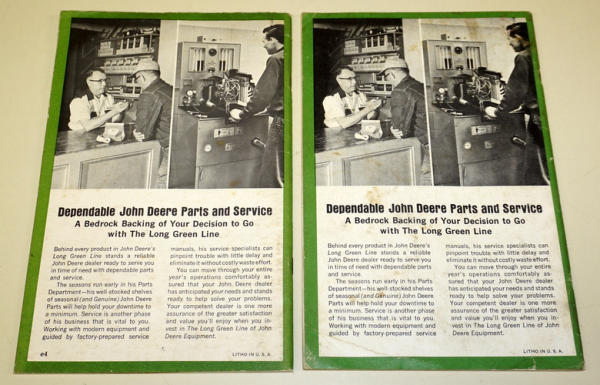 Dependable John Deere Parts and Service
A Bedrock Backing of Your Decision to Go
with The Long Green Line
Behind every product in John Deere's
Long Green Line stands a reliable
John Deere dealer ready to serve you
in time of need with dependable parts
and service.
The seasons run early in his Parts
Department—his well-stocked shelves
of seasonal (and Genuine) John Deere
Parts will help hold your downtime to
a minimum. Service is another phase
of his business that is vital to you.
Working with modern equipment and
guided by factory-prepared service
manuals, his service specialists can
pinpoint trouble with little delay and
eliminate it without costly waste effort.
You can move through your entire
year's operations comfortably as-
sured that your John Deere dealer
has anticipated your needs and stands
ready to help solve your problems.
Your competent dealer is one more
assurance of the greater satisfaction
and value you'll enjoy when you in-
vest in The Long Green Line of John
Deere Equipment.
e4
LITHO IN U.S.A.
Dependable John Deere Parts and Service
A Bedrock Backing of Your Decision to Go
with The Long Green Line
Behind every product in John Deere's
Long Green Line stands a reliable
John Deere dealer ready to serve you
in time of need with dependable parts
and service.
The seasons run early in his Parts
Department—his well-stocked shelves
of seasonal (and Genuine) John Deere
Parts will help hold your downtime to
a minimum. Service is another phase
of his business that is vital to you.
Working with modern equipment and
guided by factory-prepared service
manuals, his service specialists can
pinpoint trouble with little delay and
eliminate it without costly waste effort.
You can move through your entire
year's operations comfortably as-
sured that your John Deere dealer
has anticipated your needs and stands
ready to help solve your problems.
Your competent dealer is one more
assurance of the greater satisfaction
and value you'll enjoy when you in-
vest in The Long Green Line of John
Deere Equipment.
LITHO IN U.S.A.